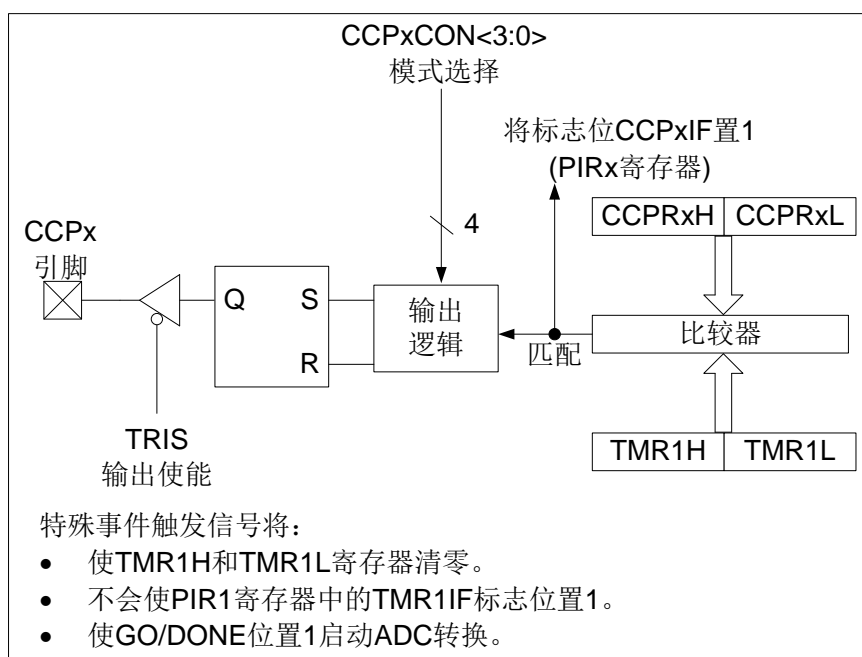 CCPxCON<3:0>
模式选择
将标志位CCPxIF置1
(PIRx寄存器)
4
CCPRxH CCPRxL
CCPx
引脚
Q S
R
输出
逻辑
匹配
比较器
TRIS
输出使能
TMR1H TMR1L
特殊事件触发信号将：
• 使TMR1H和TMR1L寄存器清零。
• 不会使PIR1寄存器中的TMR1IF标志位置1。
• 使GO/DONE位置1启动ADC转换。